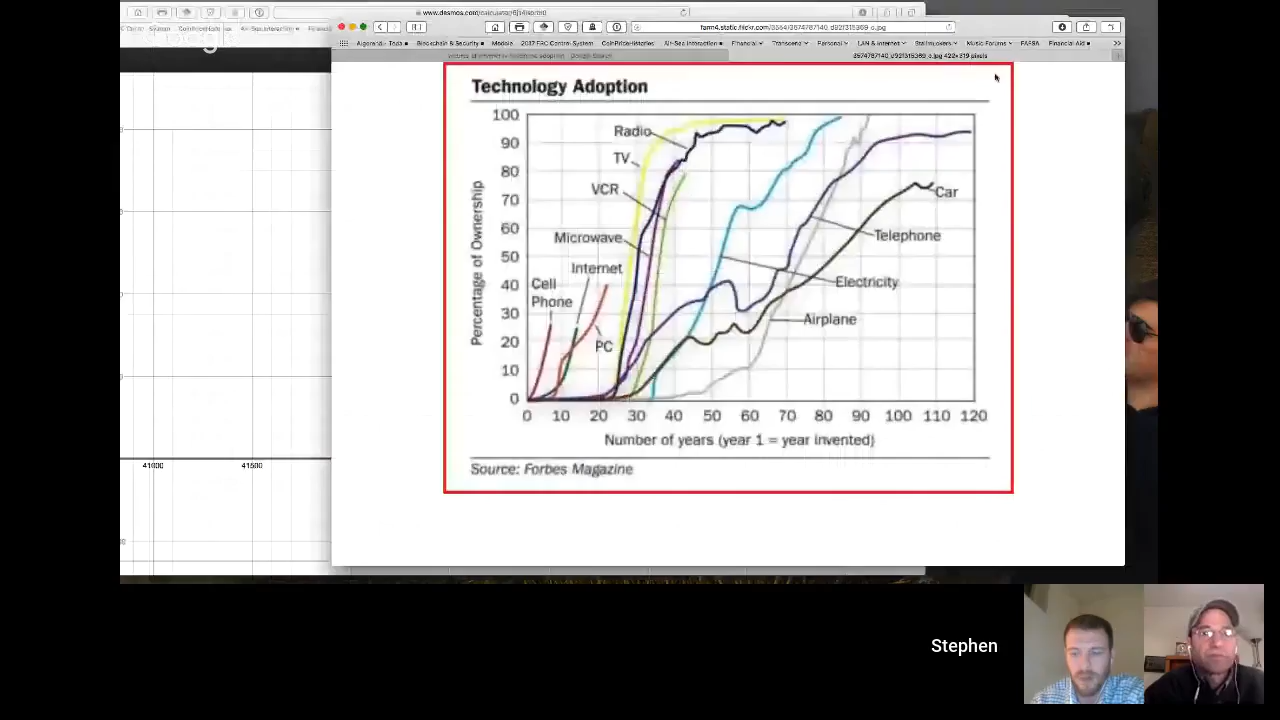 Google
41000
41500
Technology Adoption
100
90
80
70
60
50
40
30
20
10
0
Percentage of Ownership
Radio
TV
VCR
Microwave
Internet
Cell
Phone
PC
Car
Telephone
Electricity
Airplane
0 10 20 30 40 50 60 70 80 90 100 110 120
Number of years (year 1 = year invented)
Source: Forbes Magazine
Stephen